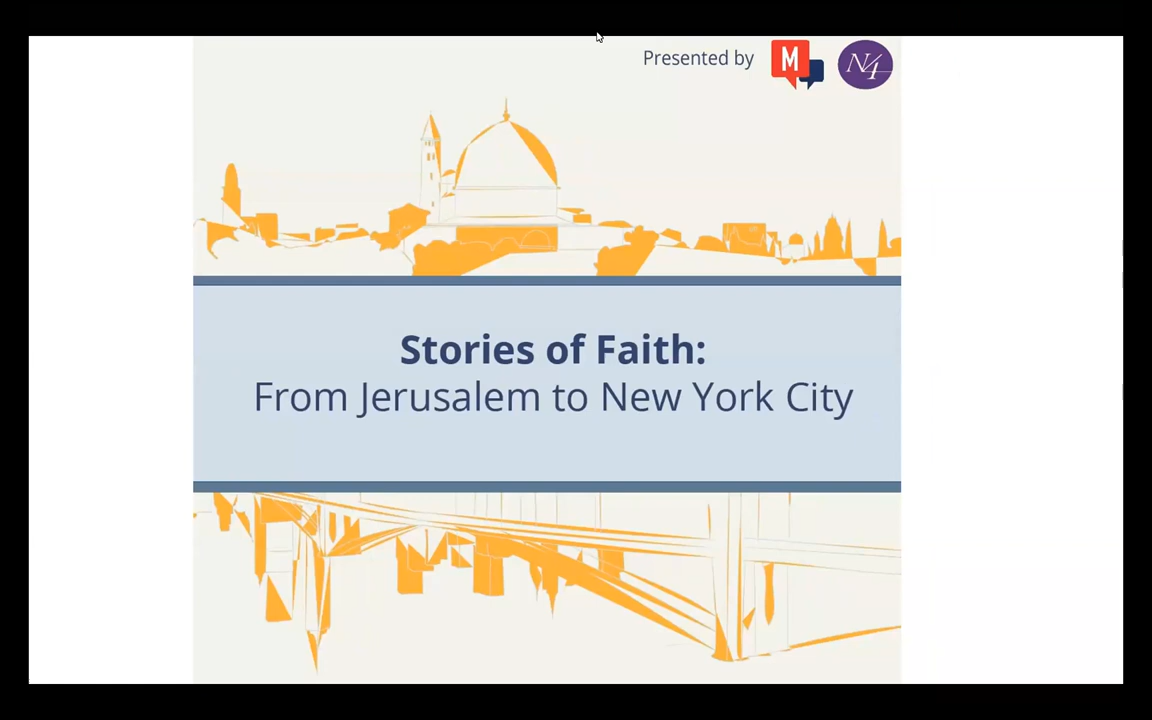 Presented by M N4
Stories of Faith:
From Jerusalem to New York City